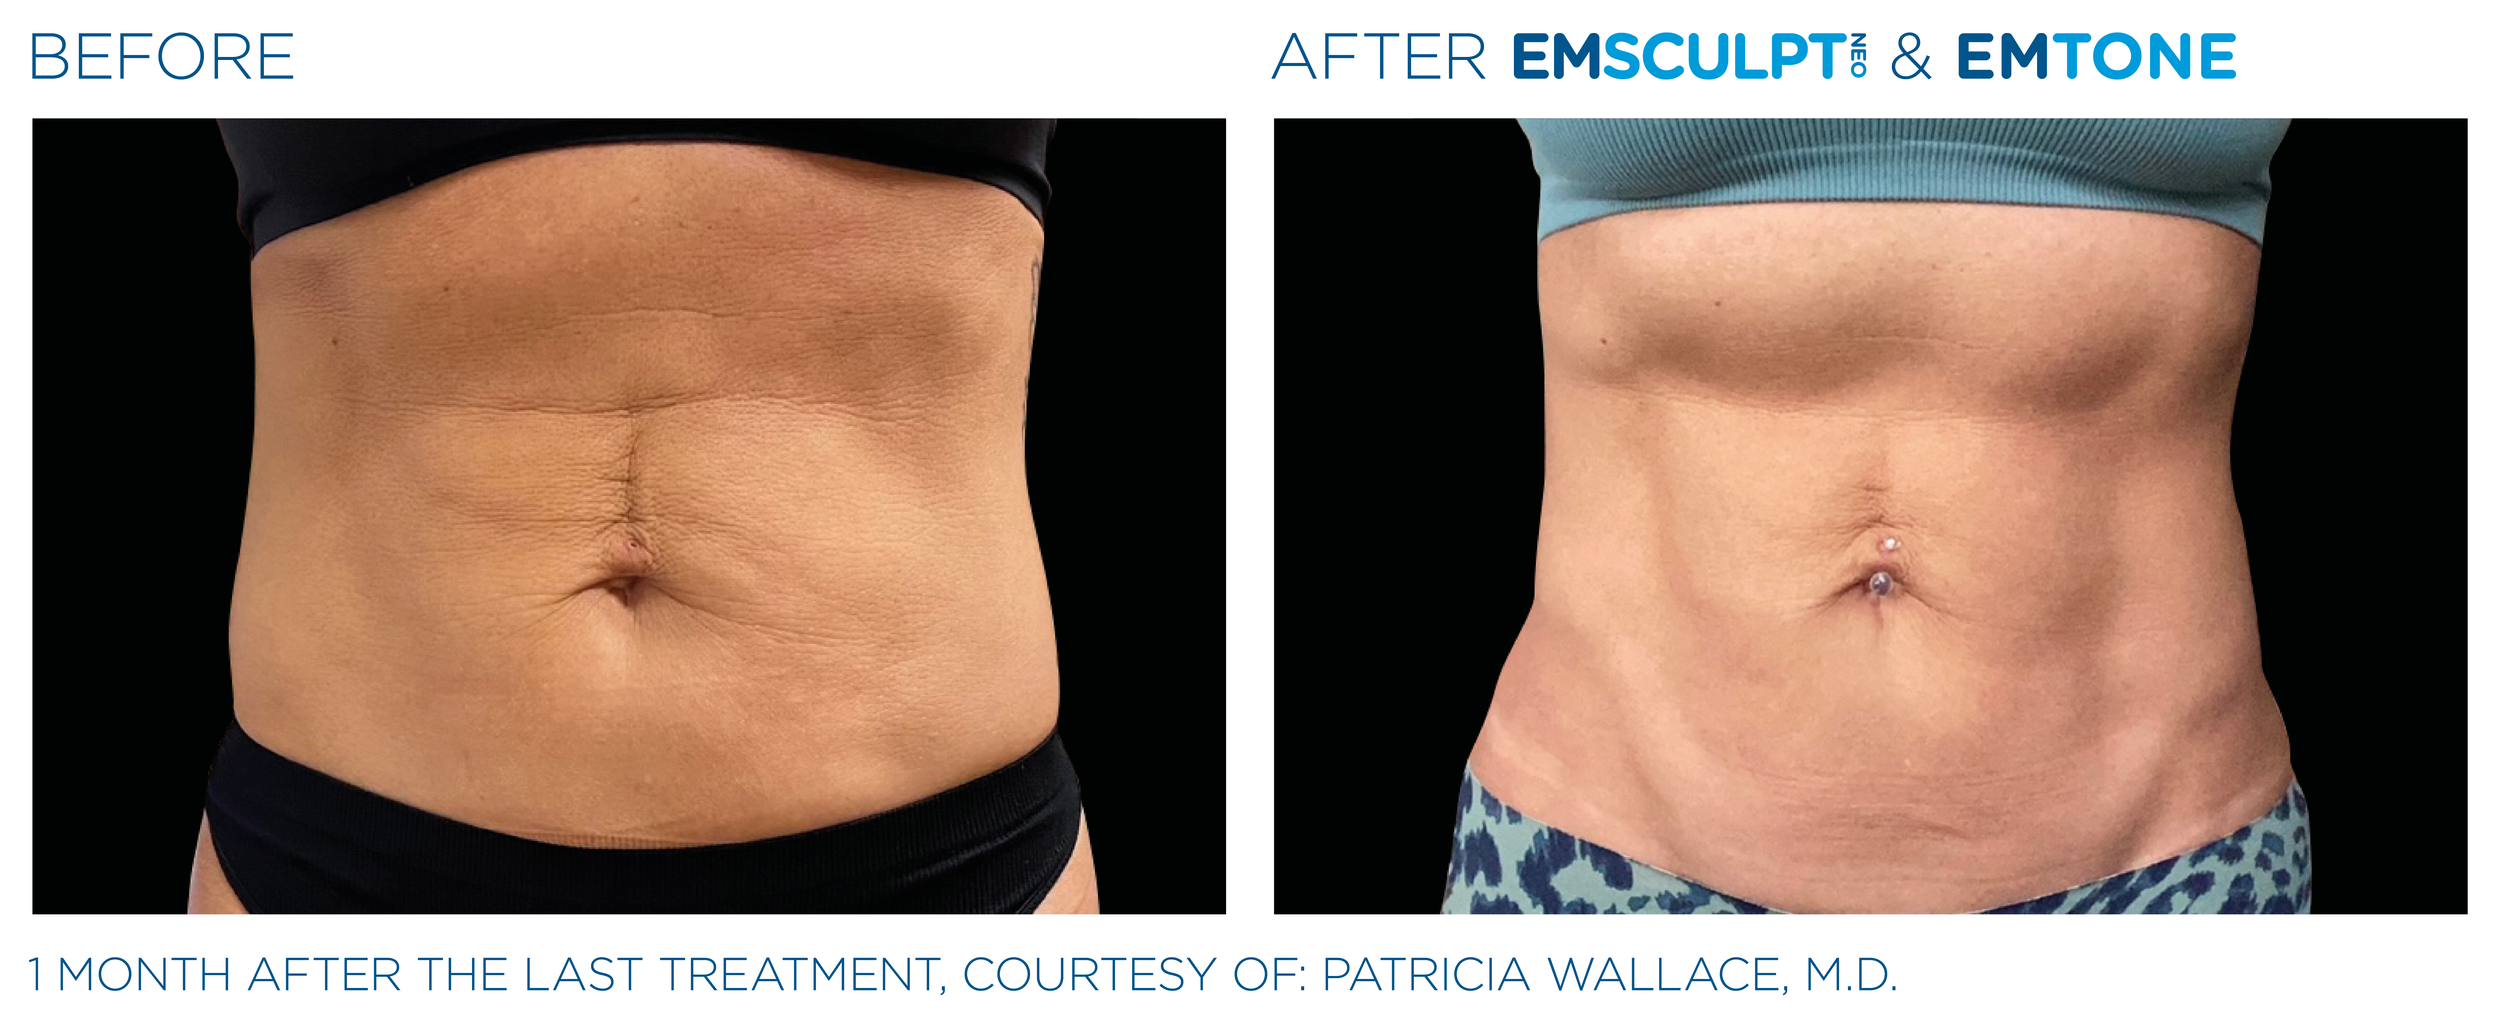 BEFORE
AFTER EMSCULPT NEO & EMTONE
1 MONTH AFTER THE LAST TREATMENT, COURTESY OF: PATRICIA WALLACE, M.D.